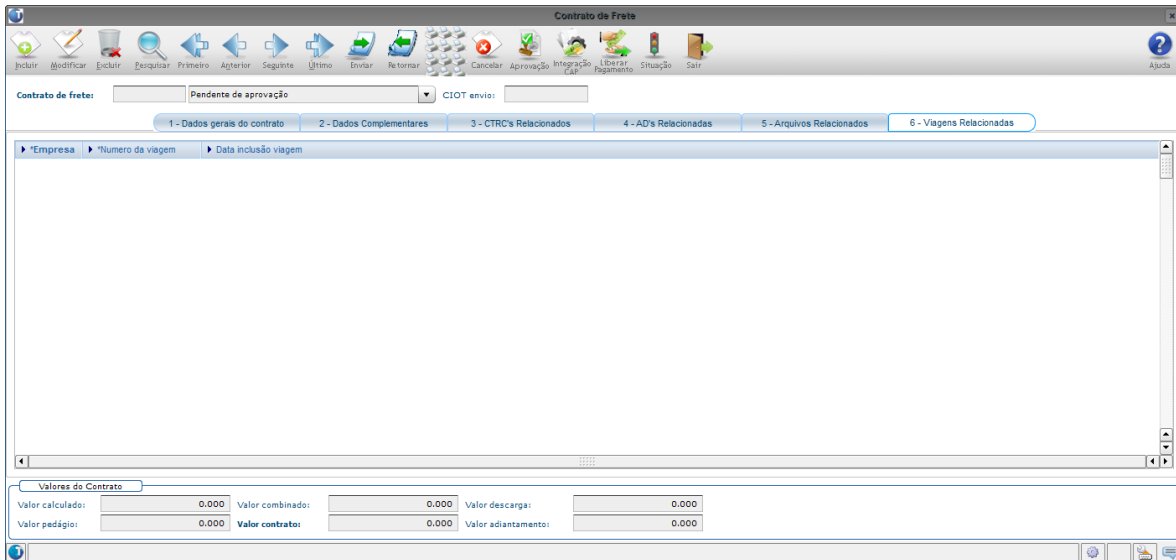 Contrato de Frete
Incluir Modificar Excluir Pesquisar Primeiro Anterior Seguinte Último Enviar Retornar Cancelar Aprovação Integração CAP Liberar Pagamento Situação Sair Ajuda
Contrato de frete: Pendente de aprovação CIOT envio:
1 - Dados gerais do contrato 2 - Dados Complementares 3 - CTRC's Relacionados 4 - AD's Relacionadas 5 - Arquivos Relacionados 6 - Viagens Relacionadas
*Empresa *Numero da viagem Data inclusão viagem
Valores do Contrato
Valor calculado: 0.000 Valor combinado: 0.000 Valor descarga: 0.000
Valor pedágio: 0.000 Valor contrato: 0.000 Valor adiantamento: 0.000